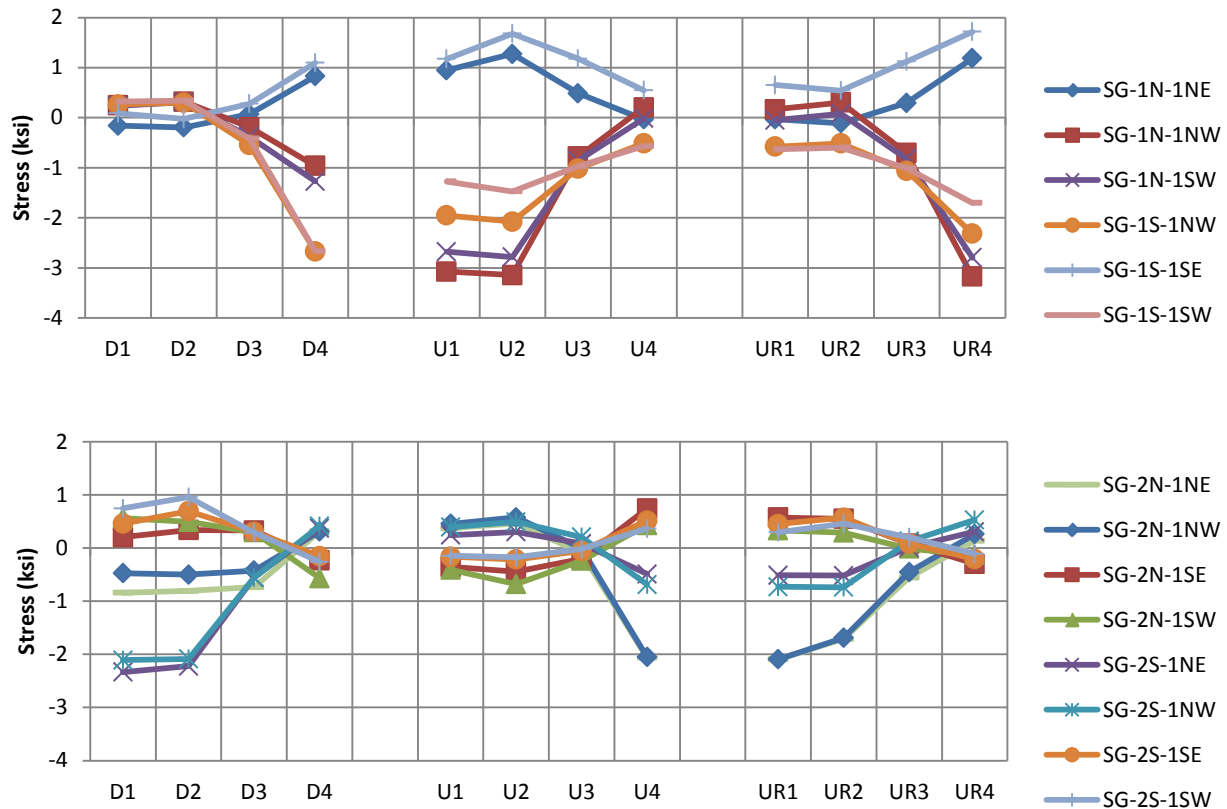 2
1
0
-1
-2
-3
-4
Stress (ksi)
D1 D2 D3 D4 U1 U2 U3 U4 UR1 UR2 UR3 UR4
SG-1N-1NE
SG-1N-1NW
SG-1N-1SW
SG-1S-1NW
SG-1S-1SE
SG-1S-1SW
2
1
0
-1
-2
-3
-4
Stress (ksi)
D1 D2 D3 D4 U1 U2 U3 U4 UR1 UR2 UR3 UR4
SG-2N-1NE
SG-2N-1NW
SG-2N-1SE
SG-2N-1SW
SG-2S-1NE
SG-2S-1NW
SG-2S-1SE
SG-2S-1SW